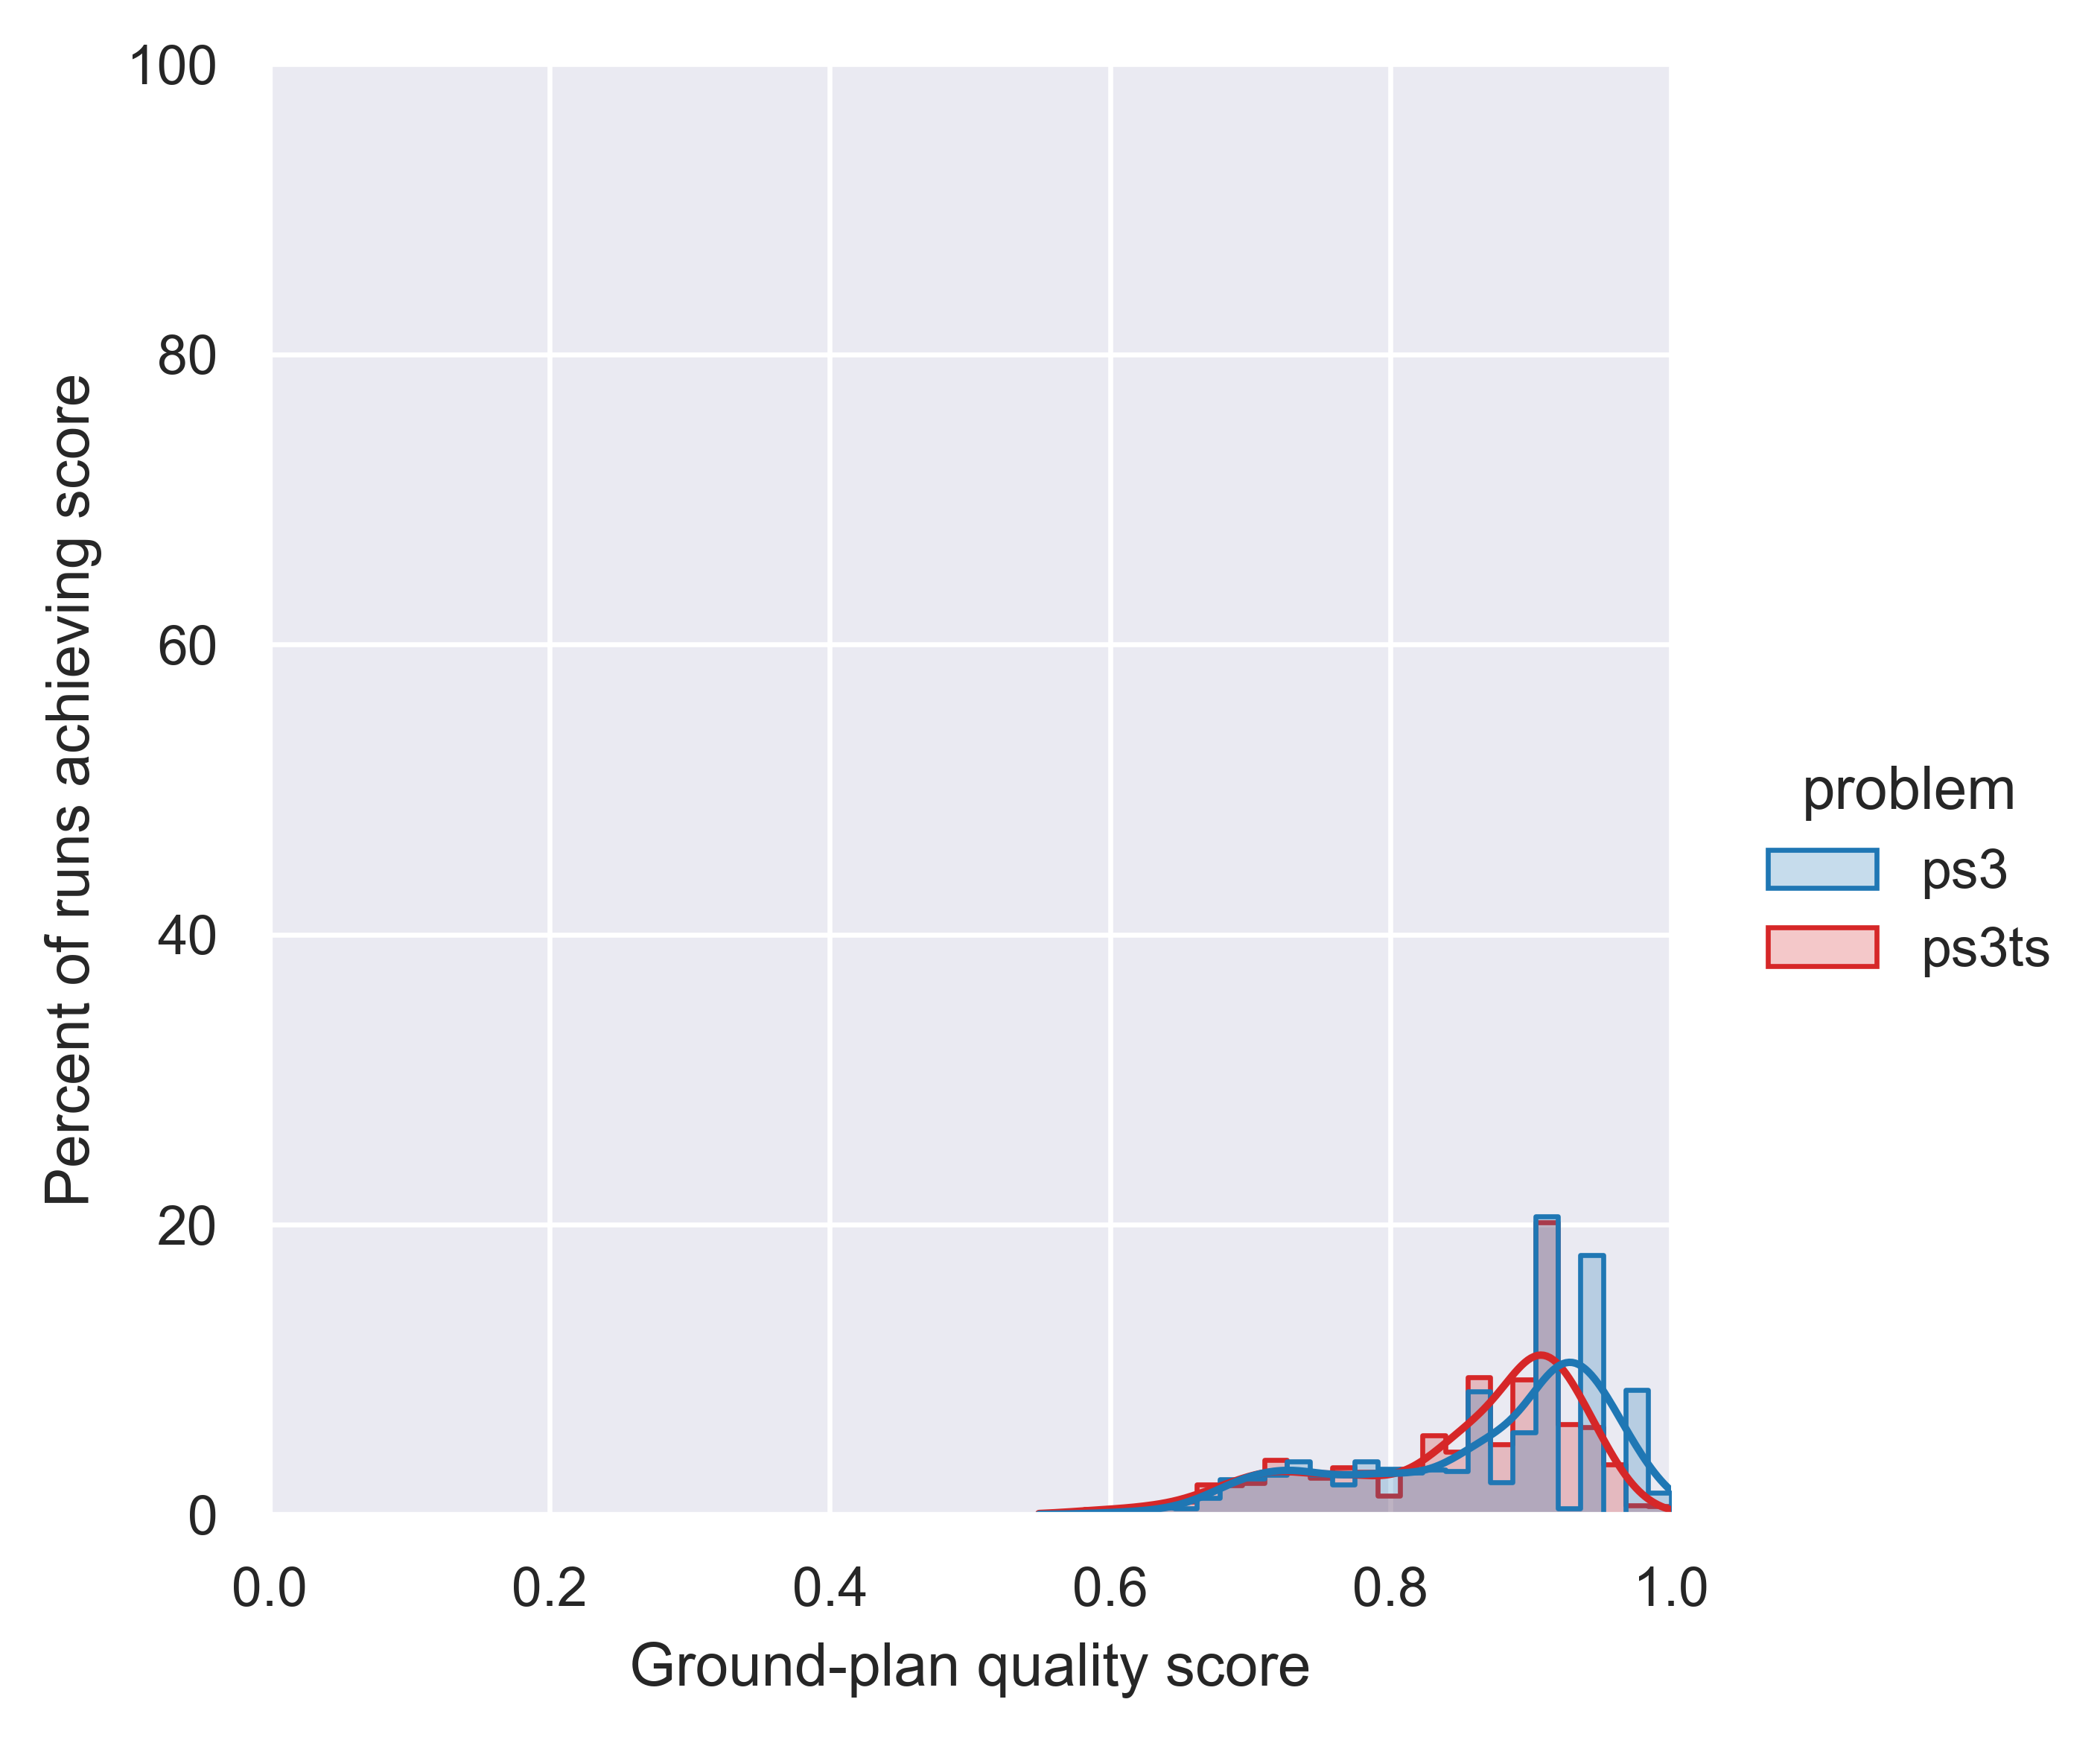 Percent of runs achieving score
100
80
60
40
20
0
0.0 0.2 0.4 0.6 0.8 1.0
Ground-plan quality score
problem
ps3
ps3ts